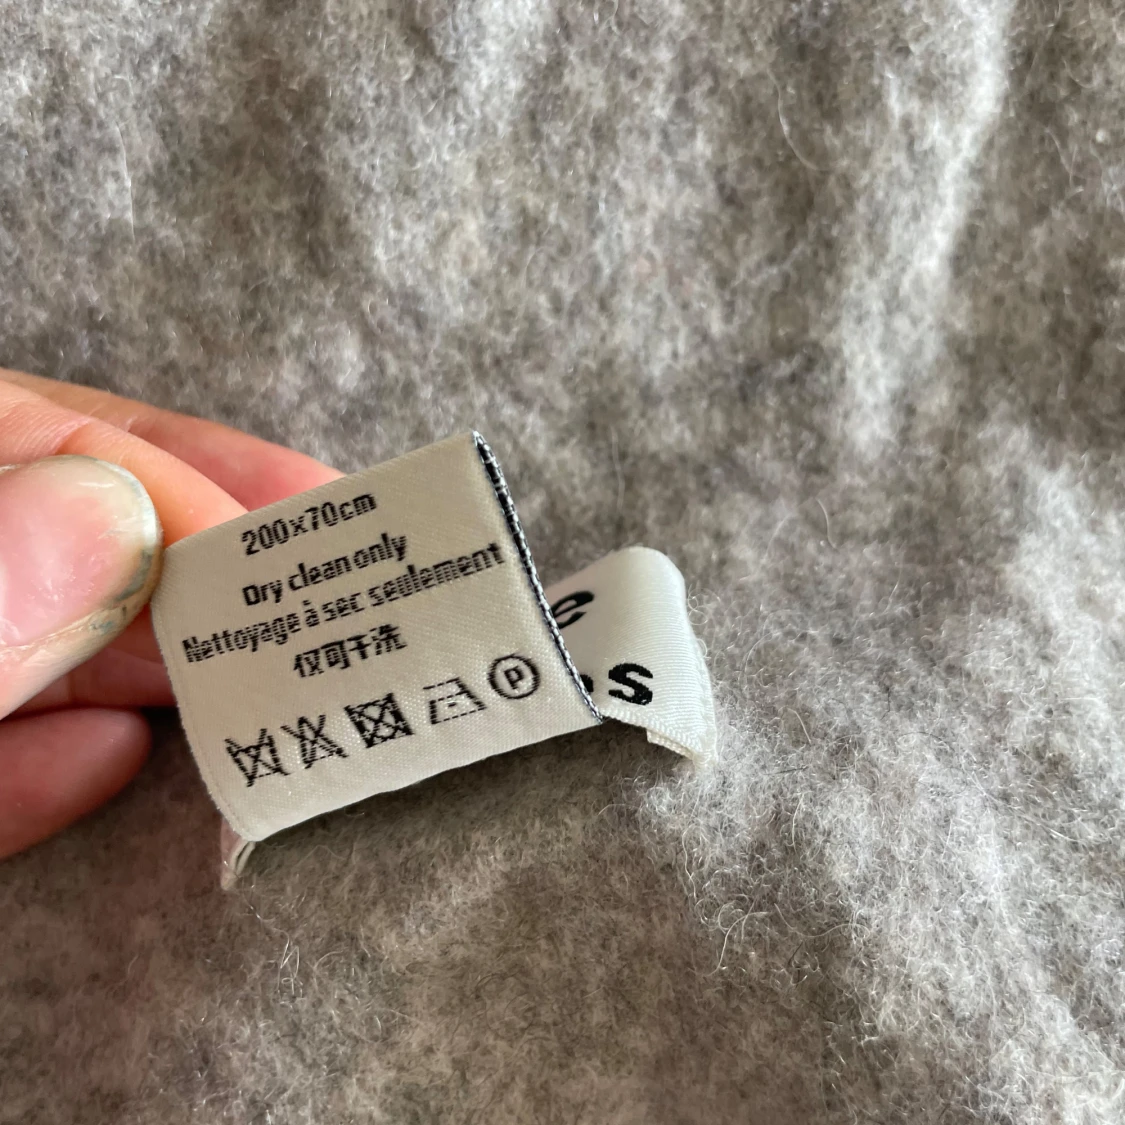 200x70cm
Dry clean only
Nettoyage à sec seulement
仅可干洗
P
e
s